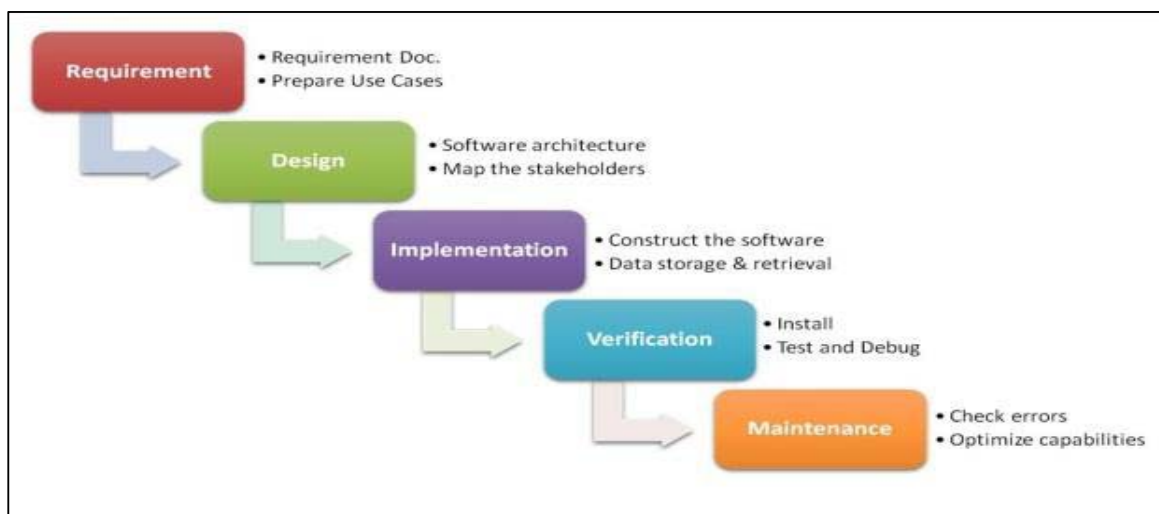 Requirement
• Requirement Doc.
• Prepare Use Cases
Design
• Software architecture
• Map the stakeholders
Implementation
• Construct the software
• Data storage & retrieval
Verification
• Install
• Test and Debug
Maintenance
• Check errors
• Optimize capabilities